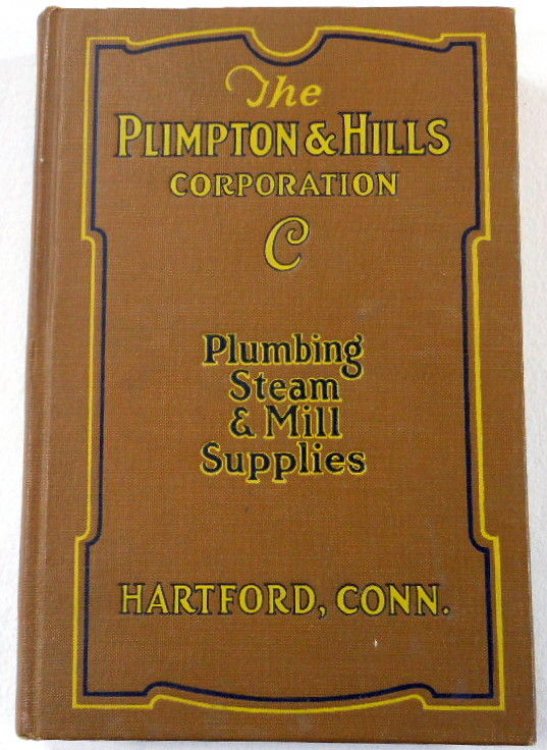 The
PLIMPTON & HILLS
CORPORATION
C
Plumbing
Steam
& Mill
Supplies
HARTFORD, CONN.